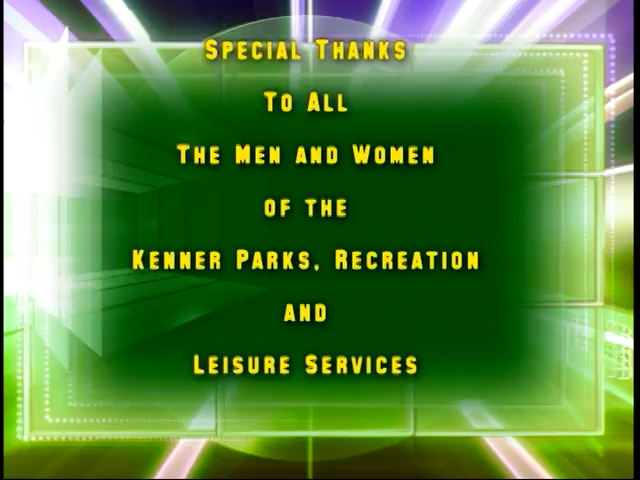 Special Thanks
To All
The Men and Women
of the
Kenner Parks, Recreation
and
Leisure Services